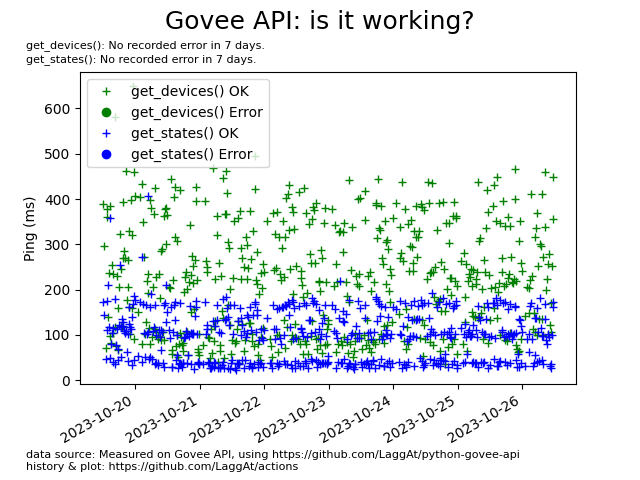 Govee API: is it working?
get_devices(): No recorded error in 7 days.
get_states(): No recorded error in 7 days.
get_devices() OK
get_devices() Error
get_states() OK
get_states() Error
600
500
400
300
200
100
0
Ping (ms)
2023-10-20
2023-10-21
2023-10-22
2023-10-23
2023-10-24
2023-10-25
2023-10-26
data source: Measured on Govee API, using https://github.com/LaggAt/python-govee-api
history & plot: https://github.com/LaggAt/actions